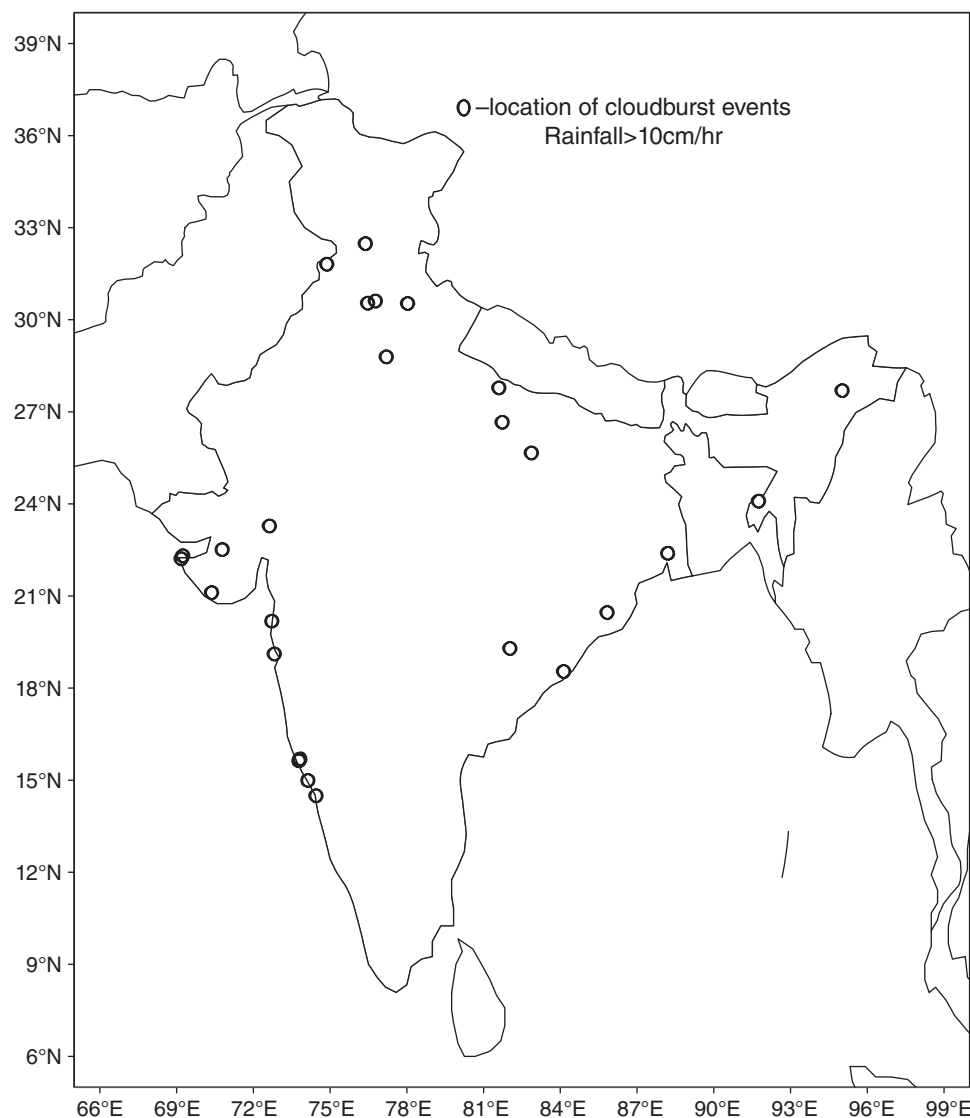 39°N
–location of cloudburst events
36°N
Rainfall>10cm/hr
33°N
30°N
27°N
24°N
21°N
18°N
15°N
12°N
9°N
6°N
66°E 69°E 72°E 75°E 78°E 81°E 84°E 87°E 90°E 93°E 96°E 99°E